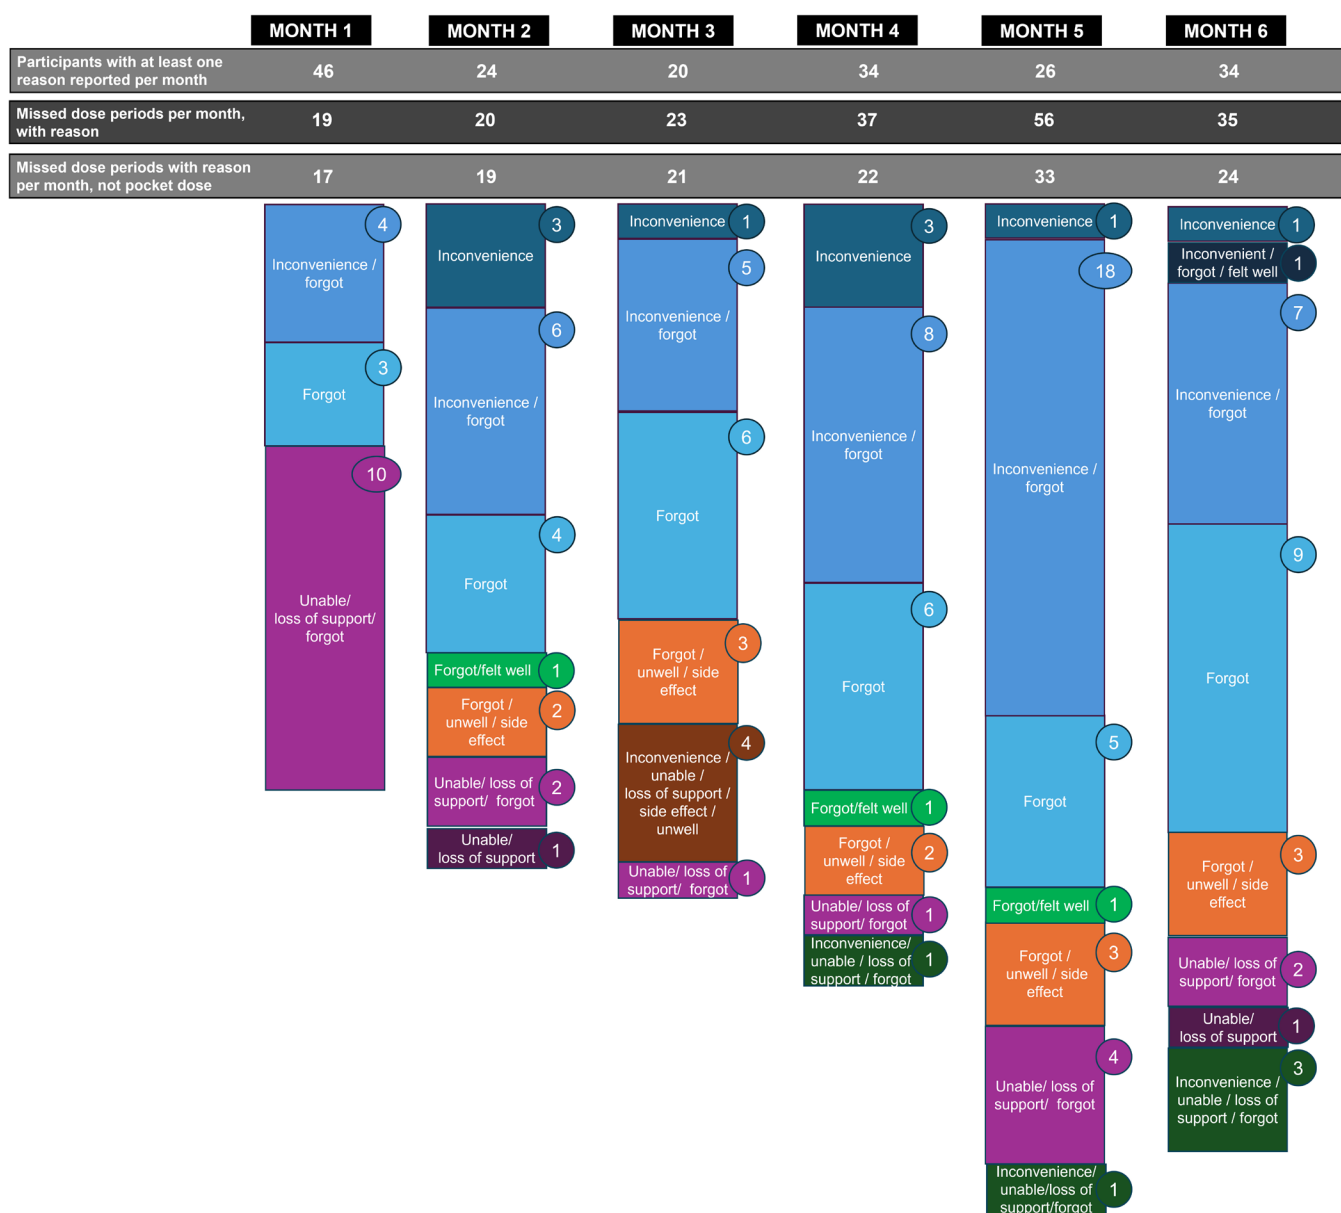 MONTH 1
MONTH 2
MONTH 3
MONTH 4
MONTH 5
MONTH 6
Participants with at least one
reason reported per month
46
24
20
34
26
34
Missed dose periods per month,
with reason
19
20
23
37
56
35
Missed dose periods with reason
per month, not pocket dose
17
19
21
22
33
24
4
Inconvenience /
forgot
3
Forgot
10
Unable/
loss of support/
forgot
3
Inconvenience
6
Inconvenience /
forgot
4
Forgot
Forgot/felt well
1
Forgot /
unwell / side
effect
2
Unable/ loss of
support/ forgot
2
Unable/
loss of support
1
Inconvenience
1
5
Inconvenience /
forgot
6
Forgot
3
Forgot /
unwell / side
effect
4
Inconvenience /
unable /
loss of support /
side effect /
unwell
Unable/ loss of
support/ forgot
1
3
Inconvenience
8
Inconvenience /
forgot
6
Forgot
Forgot/felt well
1
Forgot /
unwell / side
effect
2
Unable/ loss of
support/ forgot
1
Inconvenience/
unable / loss of
support / forgot
1
Inconvenience
1
18
Inconvenience /
forgot
5
Forgot
Forgot/felt well
1
Forgot /
unwell / side
effect
3
4
Unable/ loss of
support/ forgot
Inconvenience/
unable/loss of
support/forgot
1
Inconvenience
1
Inconvenient /
forgot / felt well
1
7
Inconvenience /
forgot
9
Forgot
3
Forgot /
unwell / side
effect
Unable/ loss of
support/ forgot
2
Unable/
loss of support
1
3
Inconvenience /
unable / loss of
support / forgot